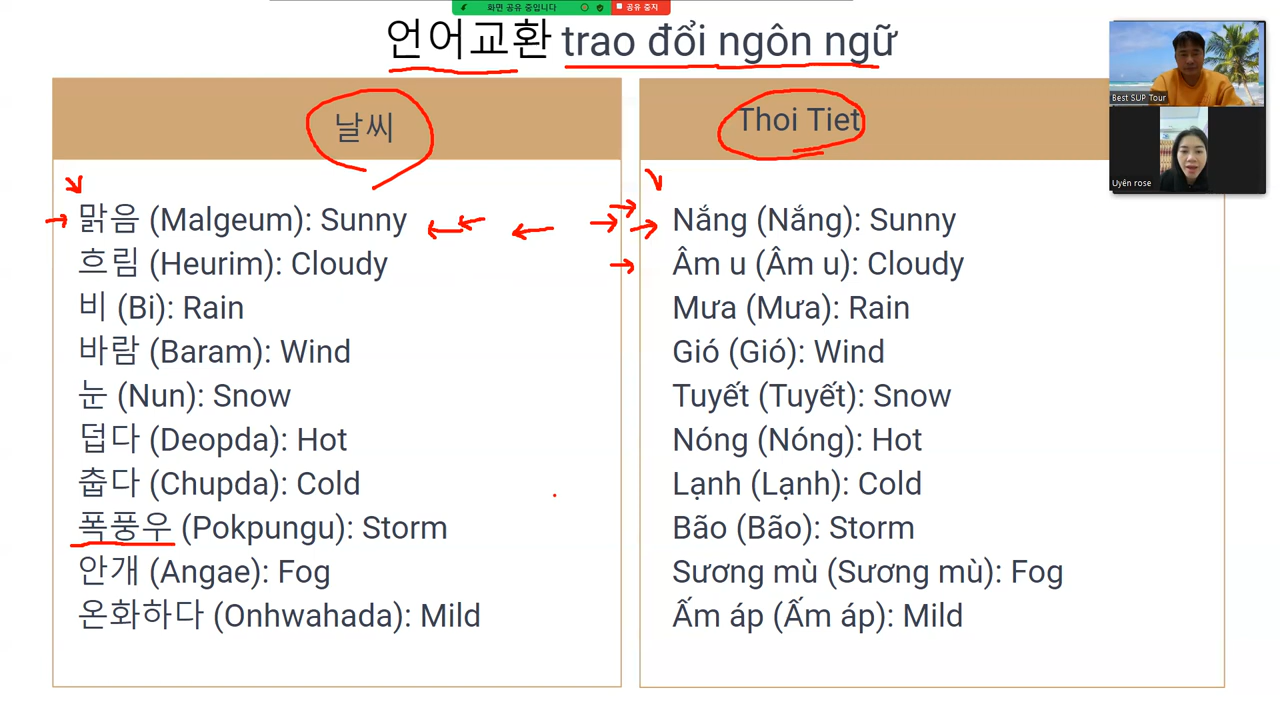 화면 공유 중입니다
공유 중지
언어교환 trao đổi ngôn ngữ
날씨
맑음 (Malgeum): Sunny
흐림 (Heurim): Cloudy
비 (Bi): Rain
바람 (Baram): Wind
눈 (Nun): Snow
덥다 (Deopda): Hot
춥다 (Chupda): Cold
폭풍우 (Pokpungu): Storm
안개 (Angae): Fog
온화하다 (Onhwahada): Mild
Thoi Tiet
Nắng (Nắng): Sunny
Âm u (Âm u): Cloudy
Mưa (Mưa): Rain
Gió (Gió): Wind
Tuyết (Tuyết): Snow
Nóng (Nóng): Hot
Lạnh (Lạnh): Cold
Bão (Bão): Storm
Sương mù (Sương mù): Fog
Ấm áp (Ấm áp): Mild
Best SUP Tour
Uyên rose